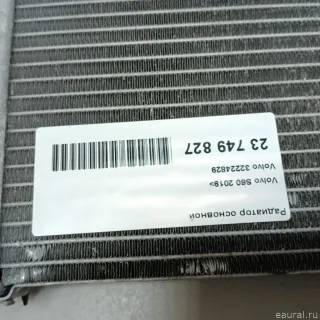 Радиатор основной
Volvo S60 2019>
Volvo 32224829
23 749 827
eaural.ru